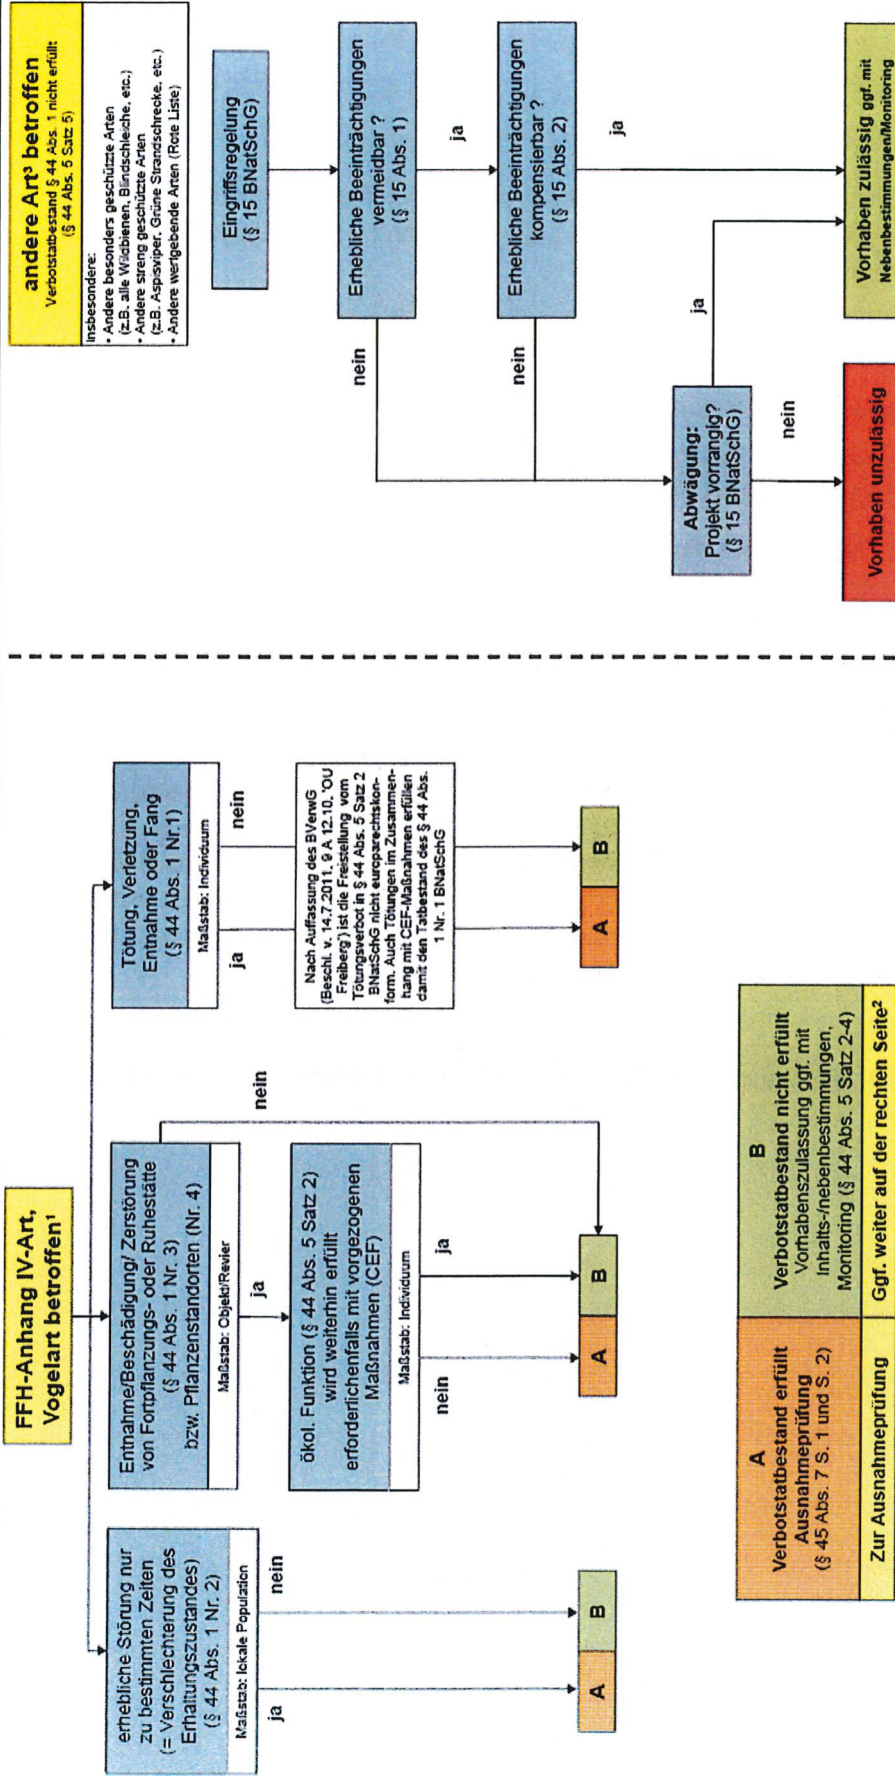 FFH-Anhang IV-Art,
Vogelart betroffen¹
erhebliche Störung nur
zu bestimmten Zeiten
(= Verschlechterung des
Erhaltungszustandes)
(§ 44 Abs. 1 Nr. 2)
Maßstab: lokale Population
ja
nein
A
B
Entnahme/Beschädigung/ Zerstörung
von Fortpflanzungs- oder Ruhestätte
(§ 44 Abs. 1 Nr. 3)
bzw. Pflanzenstandorten (Nr. 4)
Maßstab: Objekt/Revier
ja
nein
ökol. Funktion (§ 44 Abs. 5 Satz 2)
wird weiterhin erfüllt
erforderlichenfalls mit vorgezogenen
Maßnahmen (CEF)
Maßstab: Individuum
nein
ja
A
B
Tötung, Verletzung,
Entnahme oder Fang
(§ 44 Abs. 1 Nr.1)
Maßstab: Individuum
ja
nein
Nach Auffassung des BVerwG
(Beschl. v. 14.7.2011, 9 A 12.10, 'OU
Freiberg') ist die Freistellung vom
Tötungsverbot in § 44 Abs. 5 Satz 2
BNatSchG nicht europarechtskon-
form. Auch Tötungen im Zusammen-
hang mit CEF-Maßnahmen erfüllen
damit den Tatbestand des § 44 Abs.
1 Nr. 1 BNatSchG
A
B
A
Verbotstatbestand erfüllt
Ausnahmeprüfung
(§ 45 Abs. 7 S. 1 und S. 2)
Zur Ausnahmeprüfung
B
Verbotstatbestand nicht erfüllt
Vorhabenszulassung ggf. mit
Inhalts-/nebenbestimmungen,
Monitoring (§ 44 Abs. 5 Satz 2-4)
Ggf. weiter auf der rechten Seite²
andere Art³ betroffen
Verbotstatbestand § 44 Abs. 1 nicht erfüllt
(§ 44 Abs. 5 Satz 5)
Insbesondere:
• Andere besonders geschützte Arten
(z.B. alle Wildbienen, Blindschleiche, etc.)
• Andere streng geschützte Arten
(z.B. Aspisviper, Grüne Strandschrecke, etc.)
• Andere wertgebende Arten (Rote Liste)
Eingriffsregelung
(§ 15 BNatSchG)
Erhebliche Beeinträchtigungen
vermeidbar ?
(§ 15 Abs. 1)
nein
ja
Erhebliche Beeinträchtigungen
kompensierbar ?
(§ 15 Abs. 2)
nein
ja
Abwägung:
Projekt vorrangig?
(§ 15 BNatSchG)
ja
nein
Vorhaben unzulässig
Vorhaben zulässig ggf. mit
Nebenbestimmungen/Monitoring